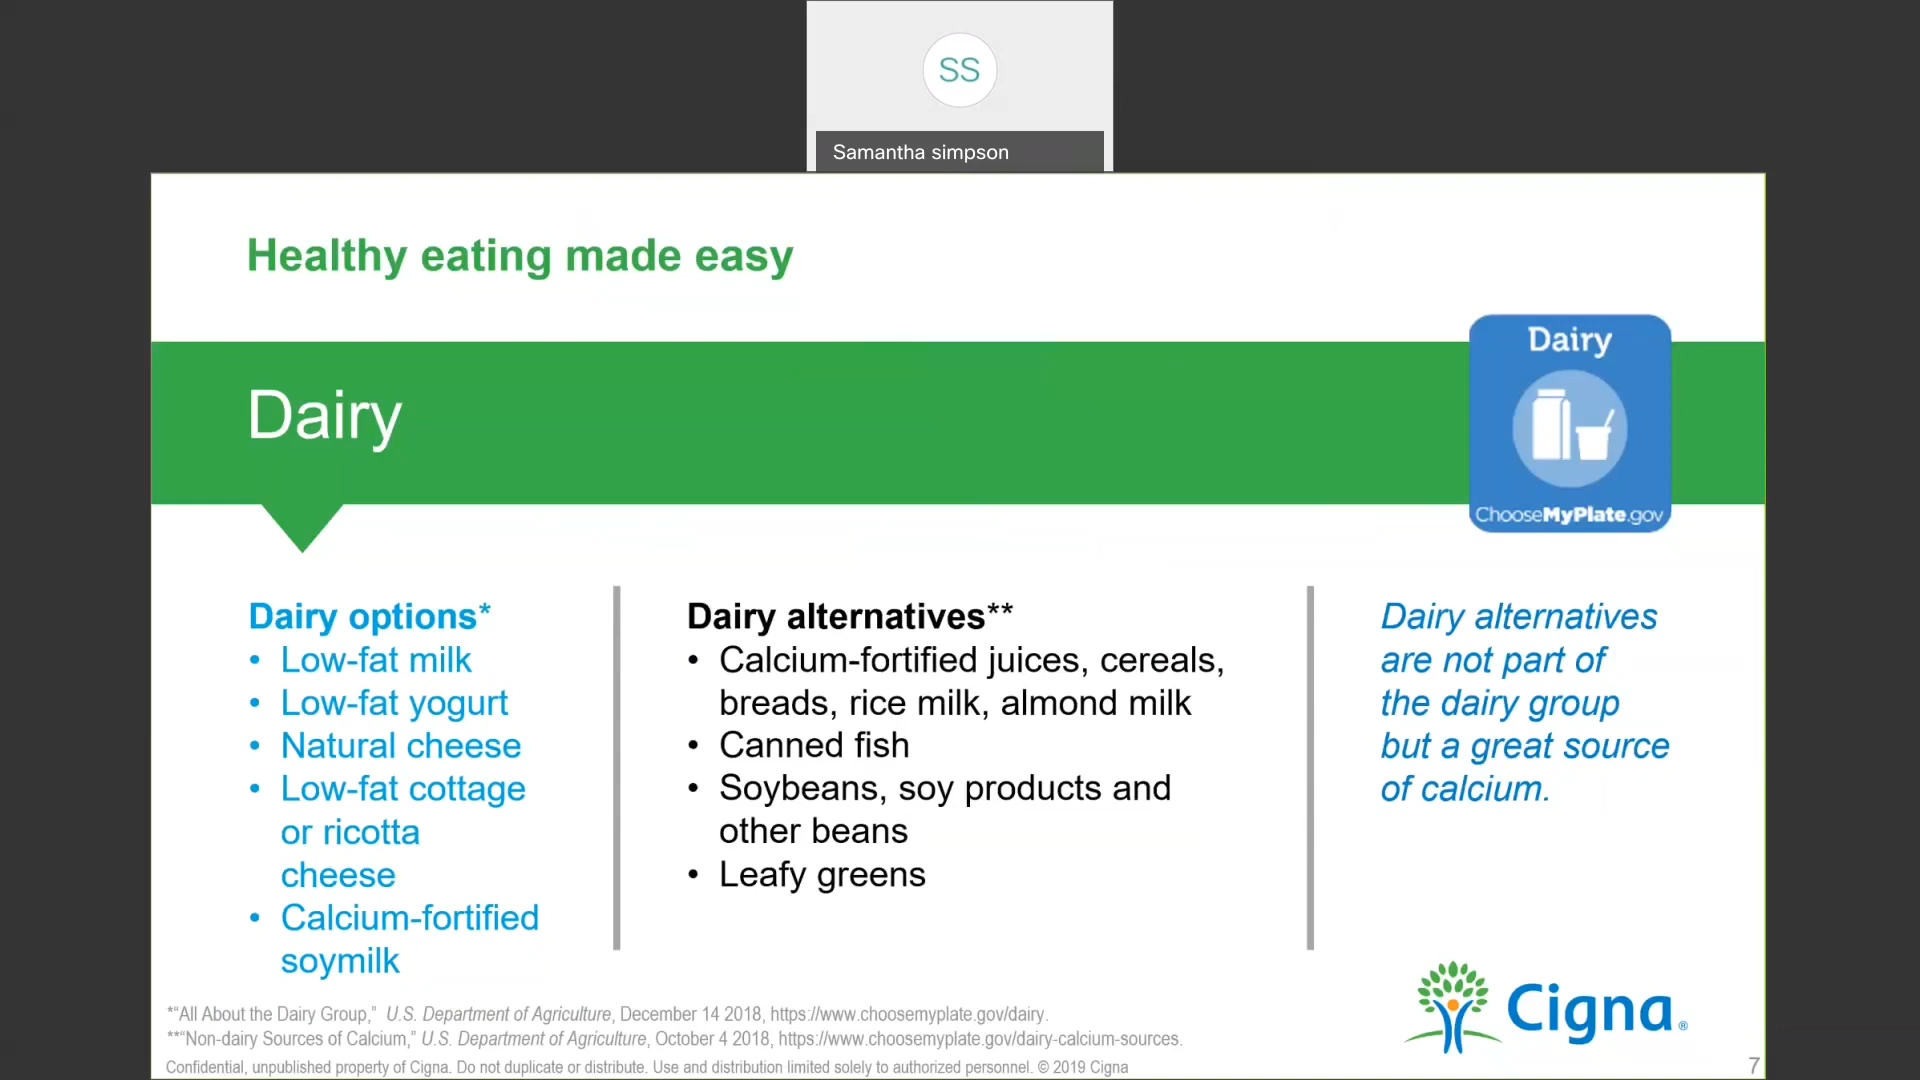 SS
Samantha simpson
Healthy eating made easy
Dairy
Dairy
ChooseMyPlate.gov
Dairy options*
• Low-fat milk
• Low-fat yogurt
• Natural cheese
• Low-fat cottage
or ricotta
cheese
• Calcium-fortified
soymilk
Dairy alternatives**
• Calcium-fortified juices, cereals,
breads, rice milk, almond milk
• Canned fish
• Soybeans, soy products and
other beans
• Leafy greens
Dairy alternatives
are not part of
the dairy group
but a great source
of calcium.
Cigna®
*“All About the Dairy Group,” U.S. Department of Agriculture, December 14 2018, https://www.choosemyplate.gov/dairy.
**“Non-dairy Sources of Calcium,” U.S. Department of Agriculture, October 4 2018, https://www.choosemyplate.gov/dairy-calcium-sources.
Confidential, unpublished property of Cigna. Do not duplicate or distribute. Use and distribution limited solely to authorized personnel. © 2019 Cigna
7